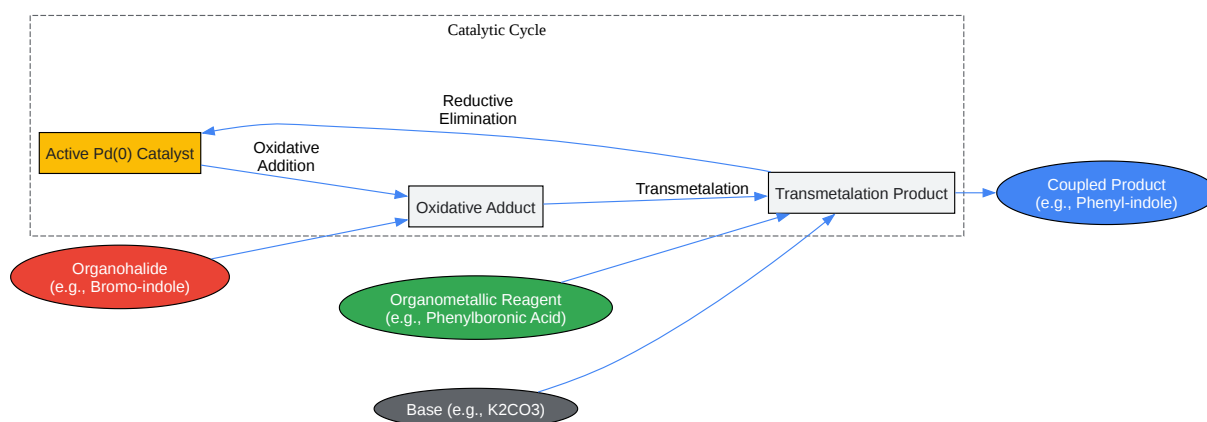 Catalytic Cycle
Reductive
Elimination
Active Pd(0) Catalyst
Oxidative
Addition
Oxidative Adduct
Transmetalation
Transmetalation Product
Coupled Product
(e.g., Phenyl-indole)
Organohalide
(e.g., Bromo-indole)
Organometallic Reagent
(e.g., Phenylboronic Acid)
Base (e.g., K2CO3)